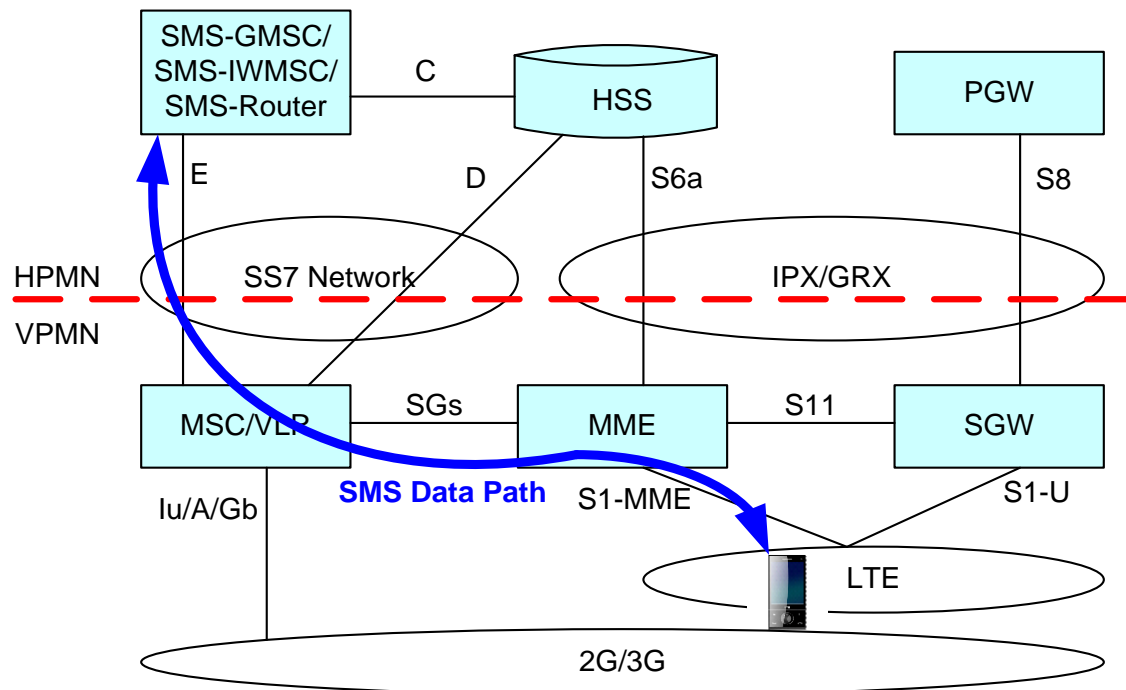 SMS-GMSC/
SMS-IWMSC/
SMS-Router
C
HSS
PGW
E
D
S6a
S8
HPMN
SS7 Network
IPX/GRX
VPMN
MSC/VLR
SGs
MME
S11
SGW
SMS Data Path
Iu/A/Gb
S1-MME
S1-U
LTE
2G/3G